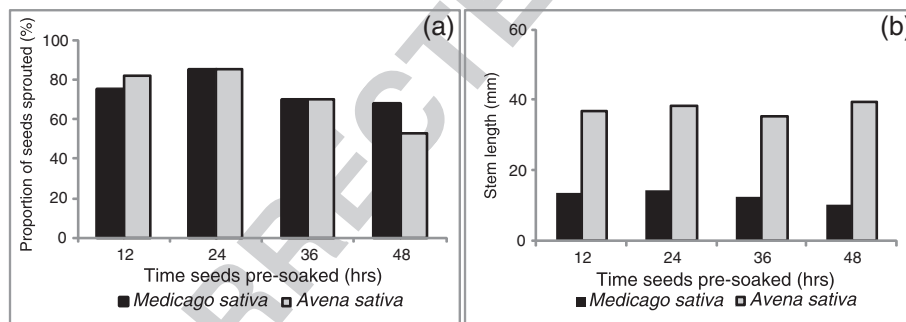 (a)
Proportion of seeds sprouted (%)
100
80
60
40
20
0
12 24 36 48
Time seeds pre-soaked (hrs)
Medicago sativa Avena sativa
(b)
Stem length (mm)
60
40
20
0
12 24 36 48
Time seeds pre-soaked (hrs)
Medicago sativa Avena sativa
RRECTE